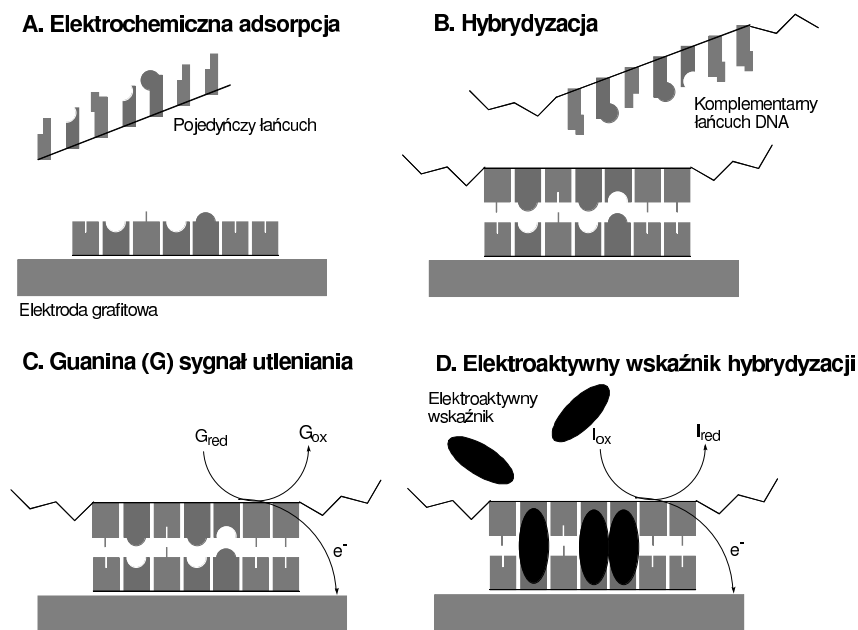 A. Elektrochemiczna adsorpcja
Pojedyńczy łańcuch
Elektroda grafitowa
B. Hybrydyzacja
Komplementarny
łańcuch DNA
C. Guanina (G) sygnał utleniania
Gred
Gox
e-
D. Elektroaktywny wskaźnik hybrydyzacji
Elektroaktywny
wskaźnik
Iox
Ired
e-